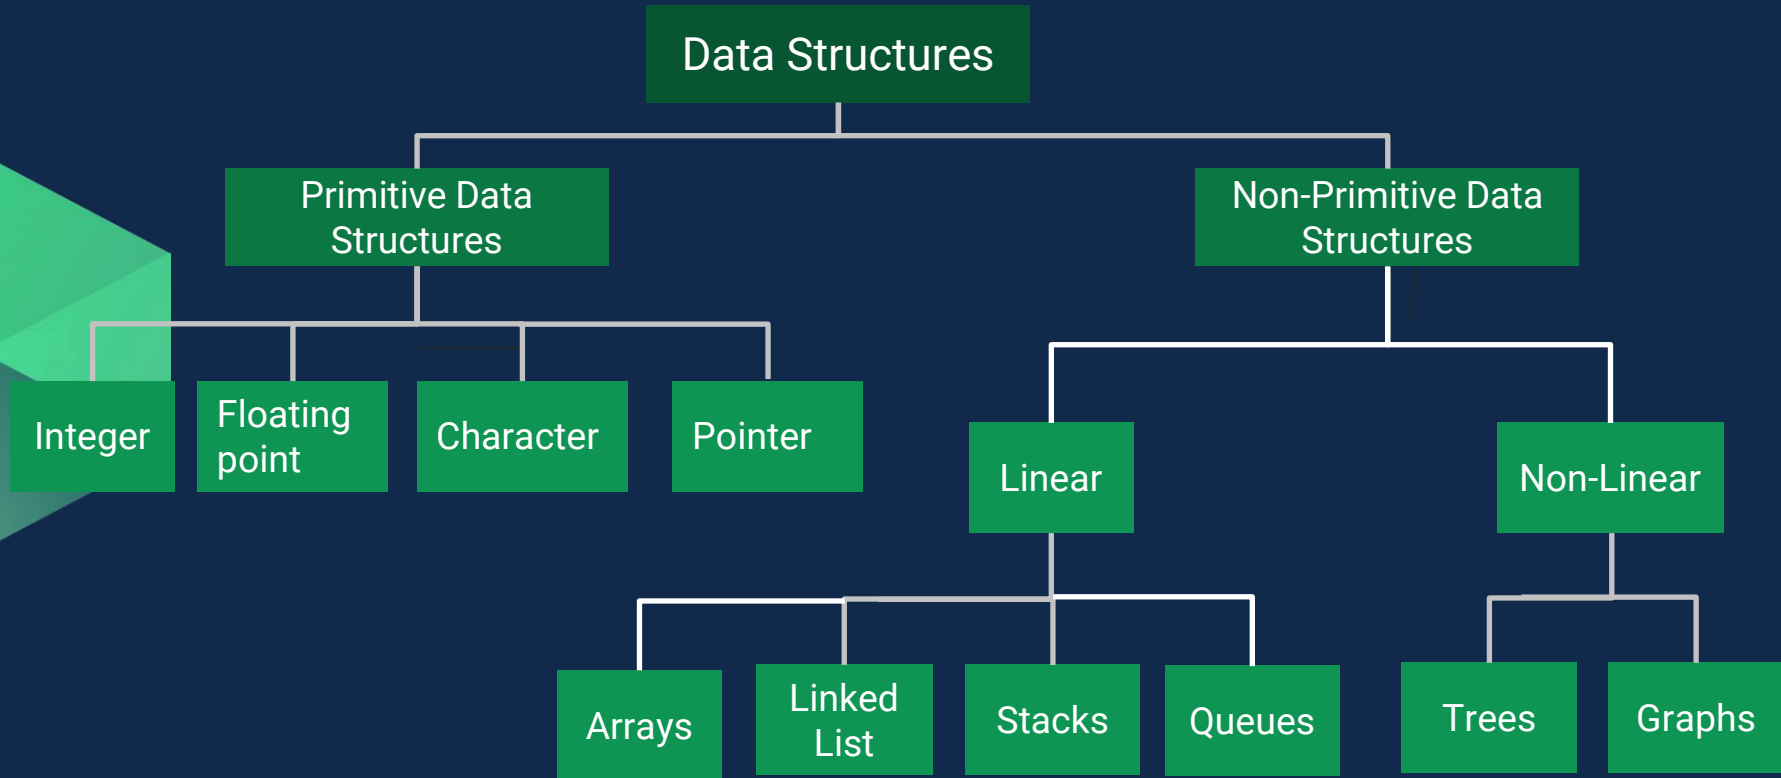 Data Structures
Primitive Data
Structures
Non-Primitive Data
Structures
Integer
Floating
point
Character
Pointer
Linear
Non-Linear
Arrays
Linked
List
Stacks
Queues
Trees
Graphs